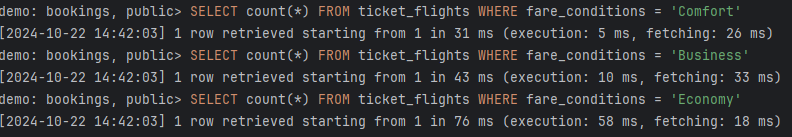 demo: bookings, public> SELECT count(*) FROM ticket_flights WHERE fare_conditions = 'Comfort'
[2024-10-22 14:42:03] 1 row retrieved starting from 1 in 31 ms (execution: 5 ms, fetching: 26 ms)
demo: bookings, public> SELECT count(*) FROM ticket_flights WHERE fare_conditions = 'Business'
[2024-10-22 14:42:03] 1 row retrieved starting from 1 in 43 ms (execution: 10 ms, fetching: 33 ms)
demo: bookings, public> SELECT count(*) FROM ticket_flights WHERE fare_conditions = 'Economy'
[2024-10-22 14:42:03] 1 row retrieved starting from 1 in 76 ms (execution: 58 ms, fetching: 18 ms)